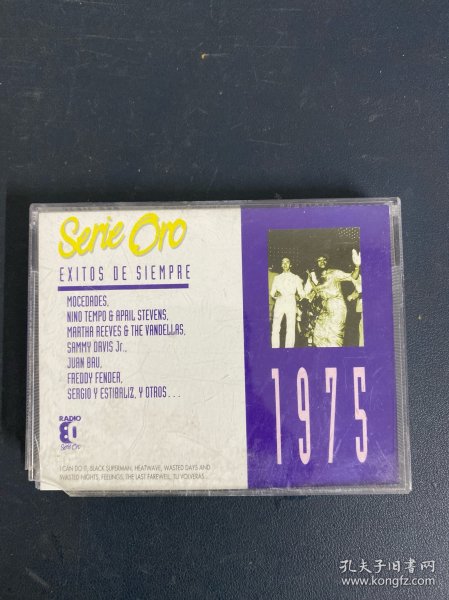 Serie Oro
EXITOS DE SIEMPRE
MOCEDADES,
NINO TEMPO & APRIL STEVENS,
MARTHA REEVES & THE VANDELLAS,
SAMMY DAVIS Jr.,
JUAN BAU,
FREDDY FENDER,
SERGIO Y ESTIBALIZ, Y OTROS...
RADIO
80
Serie Oro
I CAN DO IT, BLACK SUPERMAN, HEATWAVE, WASTED DAYS AND
WASTED NIGHTS, FEELINGS, THE LAST FAREWELL, TU VOLVERAS...
1975
孔夫子旧书网
www.kongfz.com